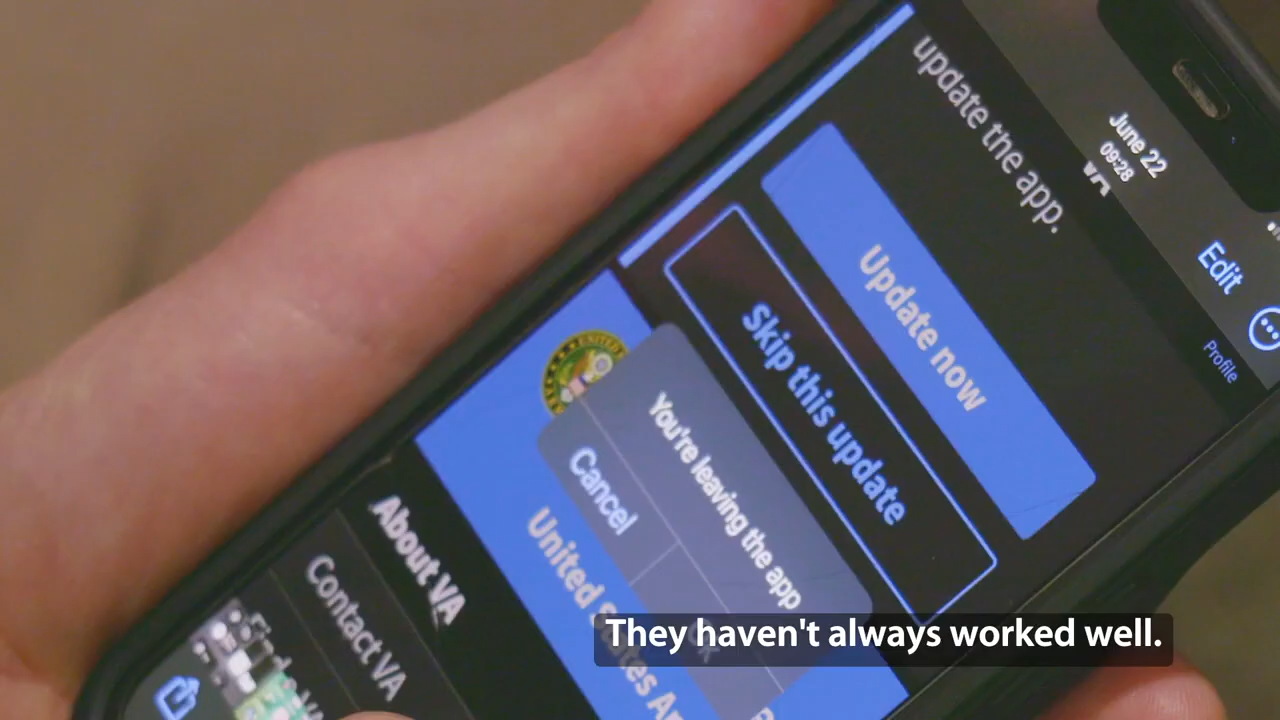 June 22
09:28
Edit
Profile
update the app.
Update now
Skip this update
You're leaving the app
Cancel
United
About VA
Contact VA
They haven't always worked well.